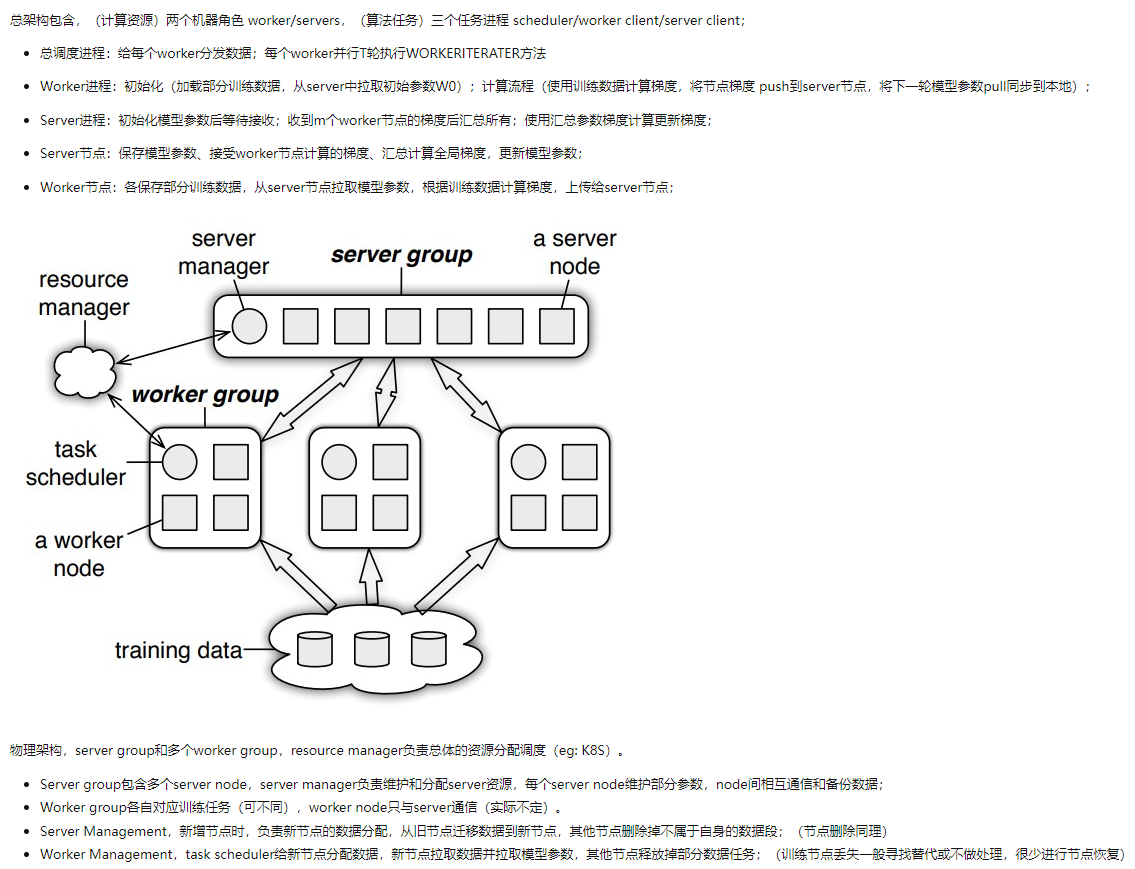 总架构包含，（计算资源）两个机器角色 worker/servers，（算法任务）三个任务进程 scheduler/worker client/server client；
总调度进程：给每个worker分发数据；每个worker并行T轮执行WORKERITERATER方法
Worker进程：初始化（加载部分训练数据，从server中拉取初始参数W0）；计算流程（使用训练数据计算梯度，将节点梯度 push到server节点，将下一轮模型参数pull同步到本地）；
Server进程：初始化模型参数后等待接收；收到m个worker节点的梯度后汇总所有；使用汇总参数梯度计算更新梯度；
Server节点：保存模型参数、接受worker节点计算的梯度、汇总计算全局梯度，更新模型参数；
Worker节点：各保存部分训练数据，从server节点拉取模型参数，根据训练数据计算梯度，上传给server节点；
server
manager
server group
a server
node
resource
manager
worker group
task
scheduler
a worker
node
training data
物理架构，server group和多个worker group，resource manager负责总体的资源分配调度（eg: K8S）。
Server group包含多个server node，server manager负责维护和分配server资源，每个server node维护部分参数，node间相互通信和备份数据；
Worker group各自对应训练任务（可不同），worker node只与server通信（实际不定）。
Server Management，新增节点时，负责新节点的数据分配，从旧节点迁移数据到新节点，其他节点删除掉不属于自身的数据段；（节点删除同理）
Worker Management，task scheduler给新节点分配数据，新节点拉取数据并拉取模型参数，其他节点释放掉部分数据任务；（训练节点丢失一般寻找替代或不做处理，很少进行节点恢复）